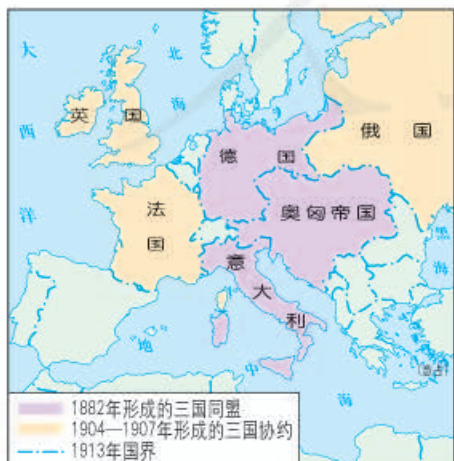 大西洋
北海
英国
俄国
德国
法国
奥匈帝国
黑海
意大利
地中海
1882年形成的三国同盟
1904—1907年形成的三国协约
1913年国界